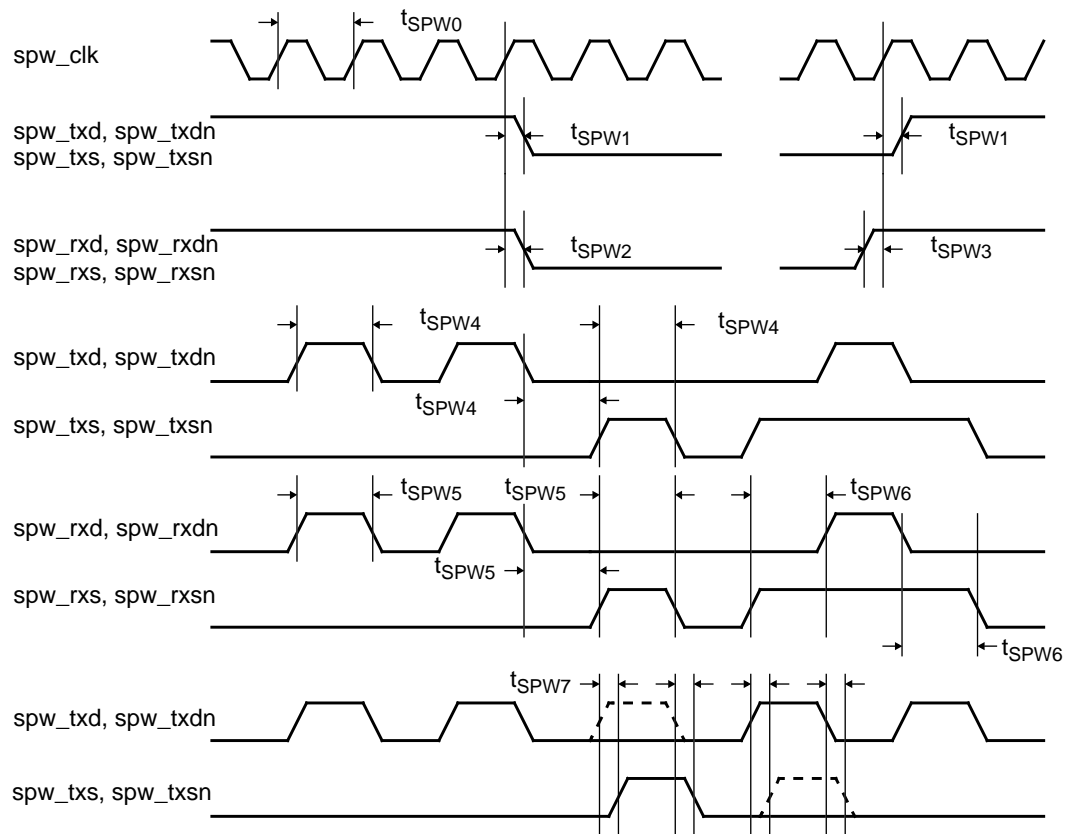 tSPW0
spw_clk
spw_txd, spw_txdn
tSPW1
tSPW1
spw_txs, spw_txsn
spw_rxd, spw_rxdn
tSPW2
tSPW3
spw_rxs, spw_rxsn
tSPW4
tSPW4
spw_txd, spw_txdn
tSPW4
spw_txs, spw_txsn
tSPW5
tSPW5
tSPW6
spw_rxd, spw_rxdn
tSPW5
spw_rxs, spw_rxsn
tSPW6
tSPW7
spw_txd, spw_txdn
spw_txs, spw_txsn